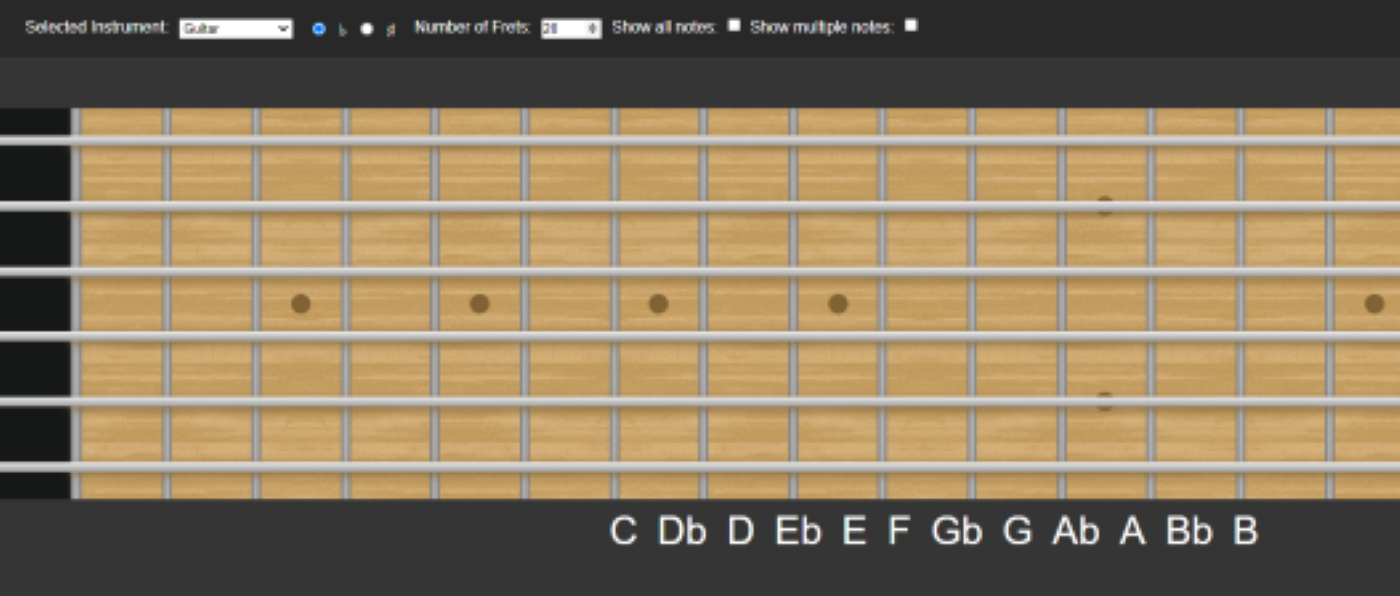 Selected Instrument: Guitar ♭ ♯ Number of Frets: 20 Show all notes: Show multiple notes:
C Db D Eb E F Gb G Ab A Bb B